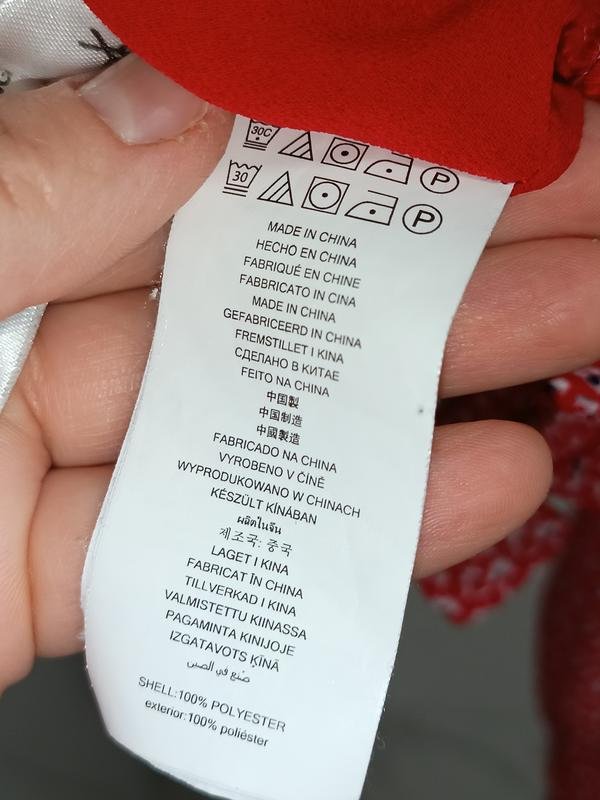 30C P
30 P
MADE IN CHINA
HECHO EN CHINA
FABRIQUÉ EN CHINE
FABBRICATO IN CINA
MADE IN CHINA
GEFABRICEERD IN CHINA
FREMSTILLET I KINA
СДЕЛАНО В КИТАЕ
FEITO NA CHINA
中国製
中国制造
中國製造
FABRICADO NA CHINA
VYROBENO V ČÍNĚ
WYPRODUKOWANO W CHINACH
KÉSZÜLT KÍNÁBAN
ผลิตในจีน
제조국: 중국
LAGET I KINA
FABRICAT ÎN CHINA
TILLVERKAD I KINA
VALMISTETTU KIINASSA
PAGAMINTA KINIJOJE
IZGATAVOTS ĶĪNĀ
صنع في الصين
SHELL:100% POLYESTER
exterior:100% poliéster